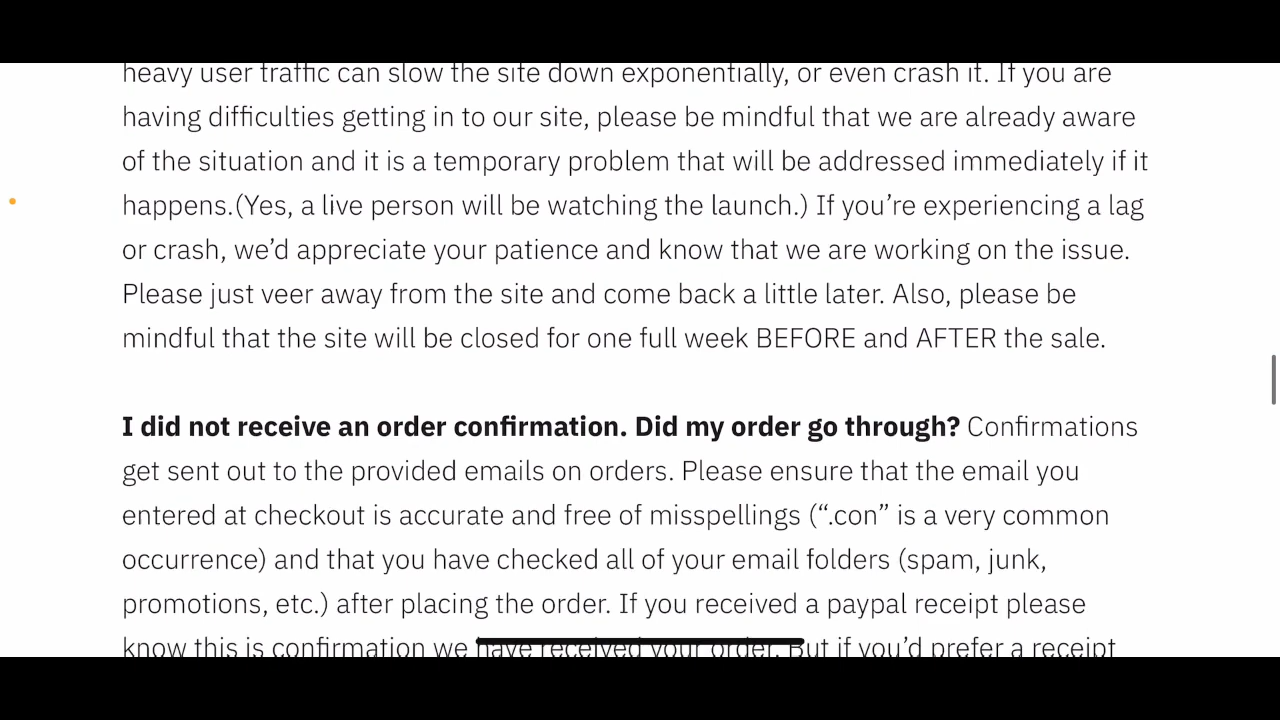 heavy user traffic can slow the site down exponentially, or even crash it. If you are
having difficulties getting in to our site, please be mindful that we are already aware
of the situation and it is a temporary problem that will be addressed immediately if it
happens.(Yes, a live person will be watching the launch.) If you’re experiencing a lag
or crash, we’d appreciate your patience and know that we are working on the issue.
Please just veer away from the site and come back a little later. Also, please be
mindful that the site will be closed for one full week BEFORE and AFTER the sale.
I did not receive an order confirmation. Did my order go through? Confirmations
get sent out to the provided emails on orders. Please ensure that the email you
entered at checkout is accurate and free of misspellings (“.con” is a very common
occurrence) and that you have checked all of your email folders (spam, junk,
promotions, etc.) after placing the order. If you received a paypal receipt please
know this is confirmation we have received your order. But if you’d prefer a receipt